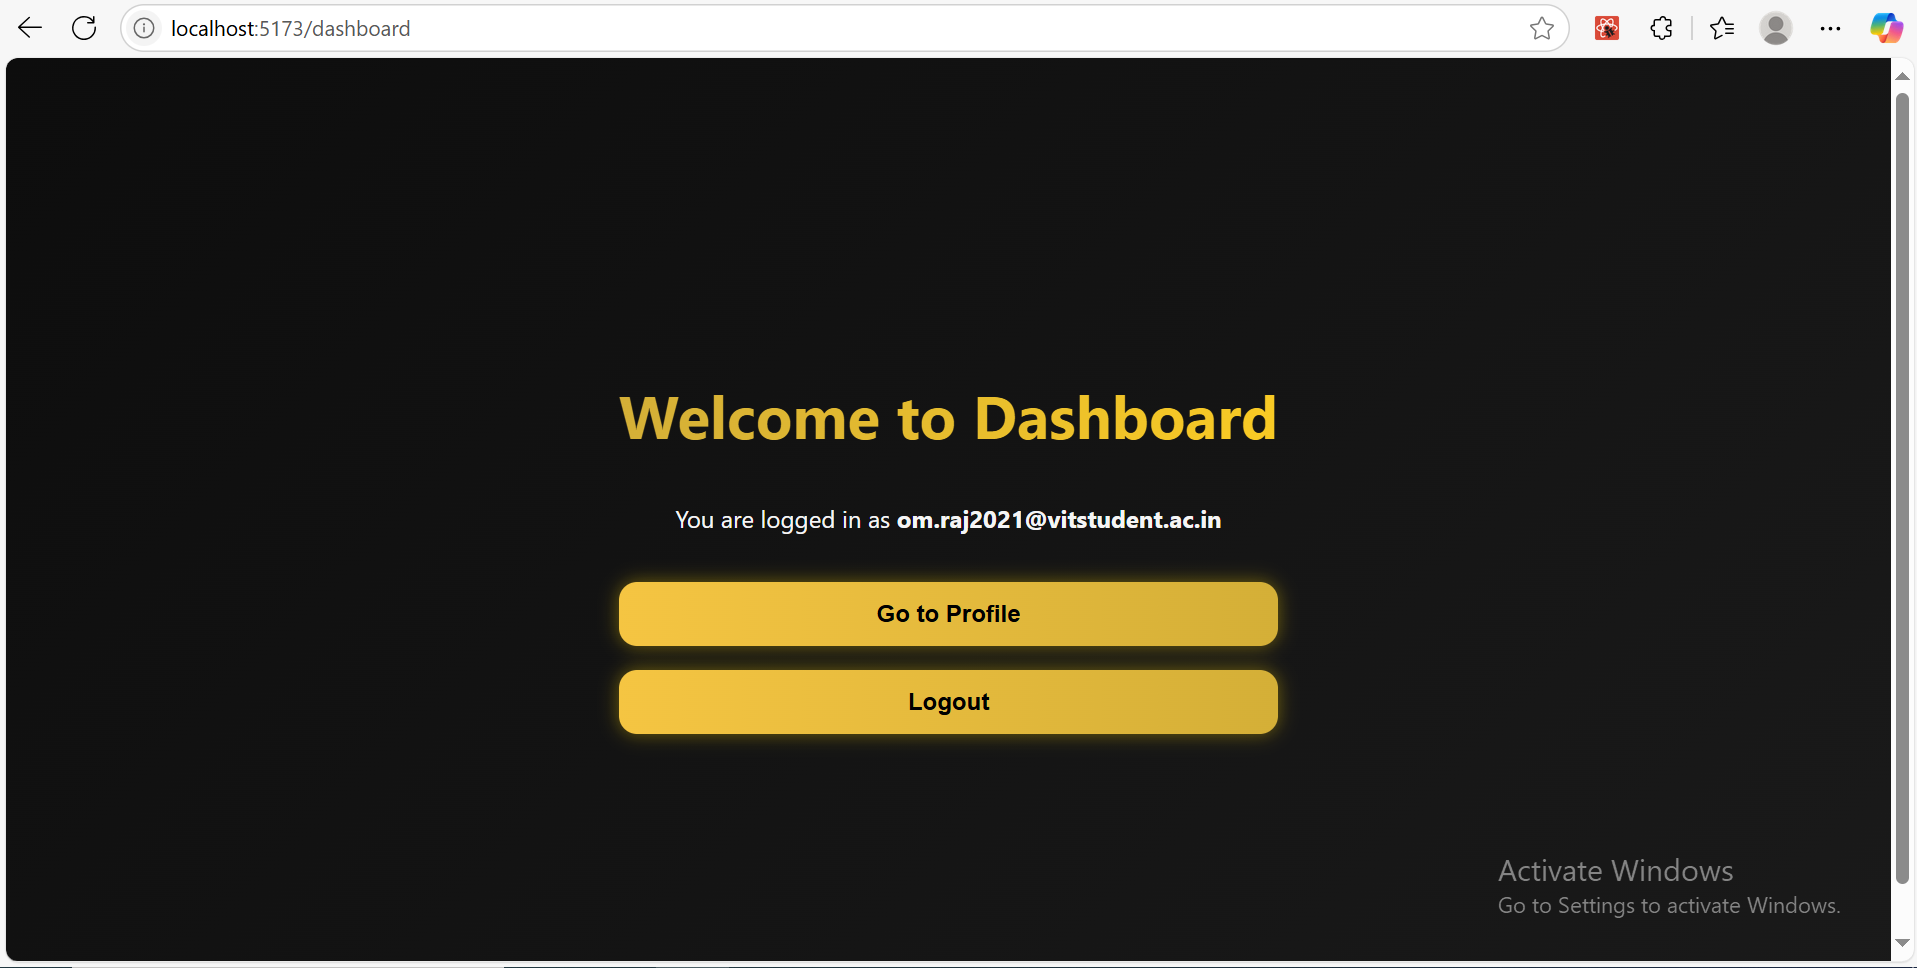 localhost:5173/dashboard
Welcome to Dashboard
You are logged in as om.raj2021@vitstudent.ac.in
Go to Profile
Logout
Activate Windows
Go to Settings to activate Windows.